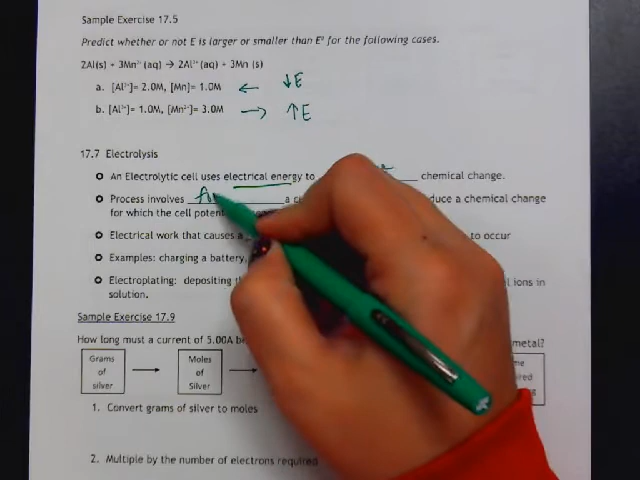 Sample Exercise 17.5
Predict whether or not E is larger or smaller than E° for the following cases.
2Al(s) + 3Mn²⁺(aq) → 2Al³⁺(aq) + 3Mn (s)
a. [Al³⁺]= 2.0M, [Mn]= 1.0M ← ↓E
b. [Al³⁺]= 1.0M, [Mn²⁺]= 3.0M → ↑E
17.7 Electrolysis
An Electrolytic cell uses electrical energy to chemical change.
Process involves a duce a chemical change
for which the cell
Electrical work that causes a to occur
Examples: charging a battery.
Electroplating: depositing ions in
solution.
Sample Exercise 17.9
How long must a current of 5.00A metal?
Grams of silver → Moles of Silver →
1. Convert grams of silver to moles
2. Multiply by the number of electrons required